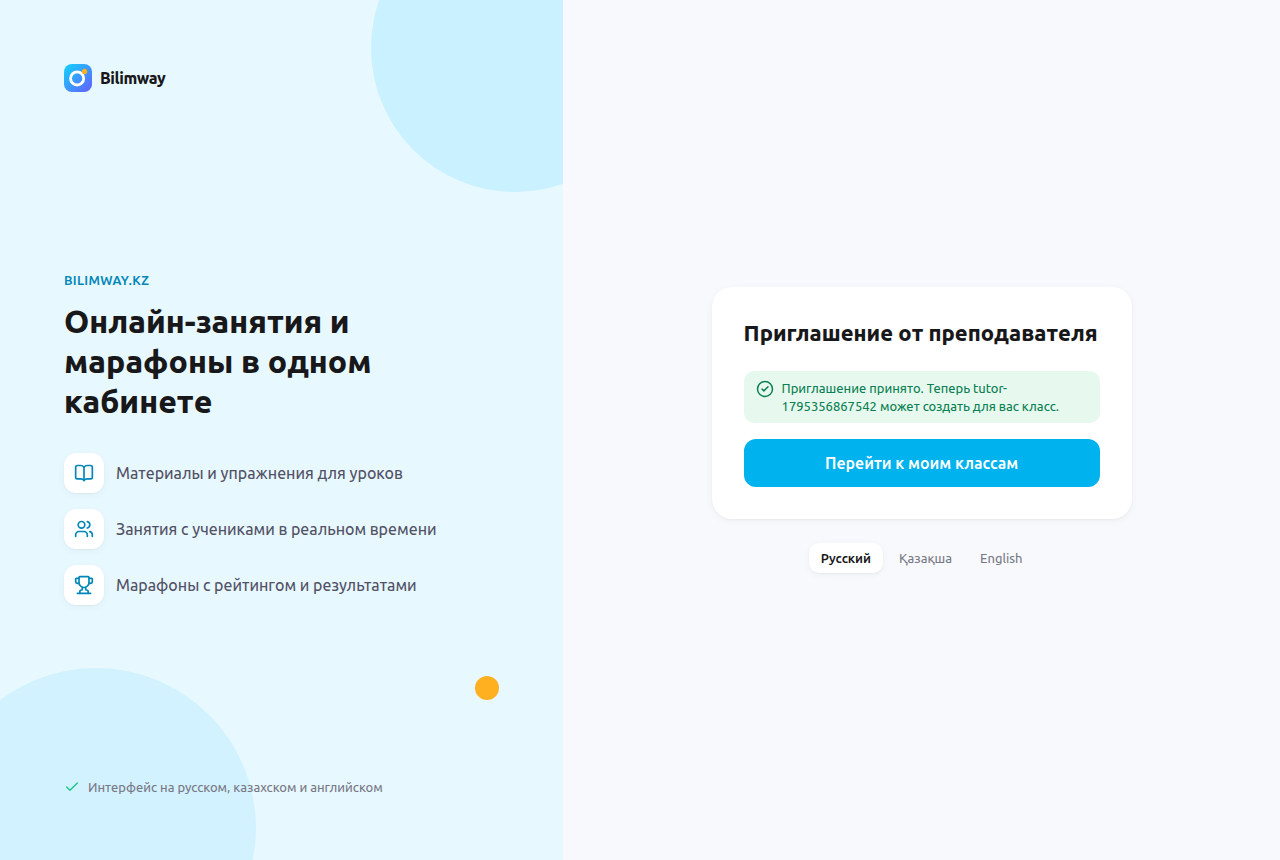 Bilimway
BILIMWAY.KZ
Онлайн-занятия и
марафоны в одном
кабинете
Материалы и упражнения для уроков
Занятия с учениками в реальном времени
Марафоны с рейтингом и результатами
Интерфейс на русском, казахском и английском
Приглашение от преподавателя
Приглашение принято. Теперь tutor-
1795356867542 может создать для вас класс.
Перейти к моим классам
Русский Қазақша English